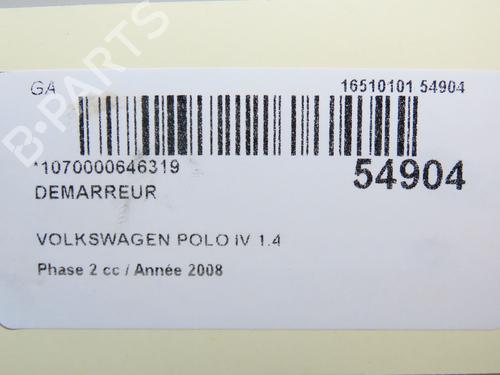 GA 16510101 54904
*1070000646319 54904
DEMARREUR
VOLKSWAGEN POLO IV 1.4
Phase 2 cc / Année 2008
B-PARTS